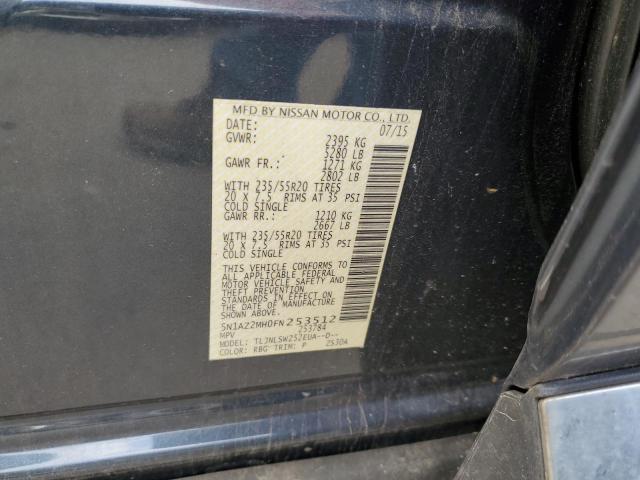 MFD BY NISSAN MOTOR CO., LTD.
DATE: 07/15
GVWR: 2395 KG
5280 LB
GAWR FR.: 1271 KG
2802 LB
WITH 235/55R20 TIRES
20 X 7.5 RIMS AT 35 PSI
COLD SINGLE
GAWR RR.: 1210 KG
2667 LB
WITH 235/55R20 TIRES
20 X 7.5 RIMS AT 35 PSI
COLD SINGLE
THIS VEHICLE CONFORMS TO
ALL APPLICABLE FEDERAL
MOTOR VEHICLE SAFETY AND
THEFT PREVENTION
STANDARDS IN EFFECT ON
THE DATE OF MANUFACTURE
SHOWN ABOVE.
5N1AZ2MH0FN253512
MPV 253784
MODEL: TLJNLSW252EUA--D--
COLOR: RBG TRIM: P 253DA